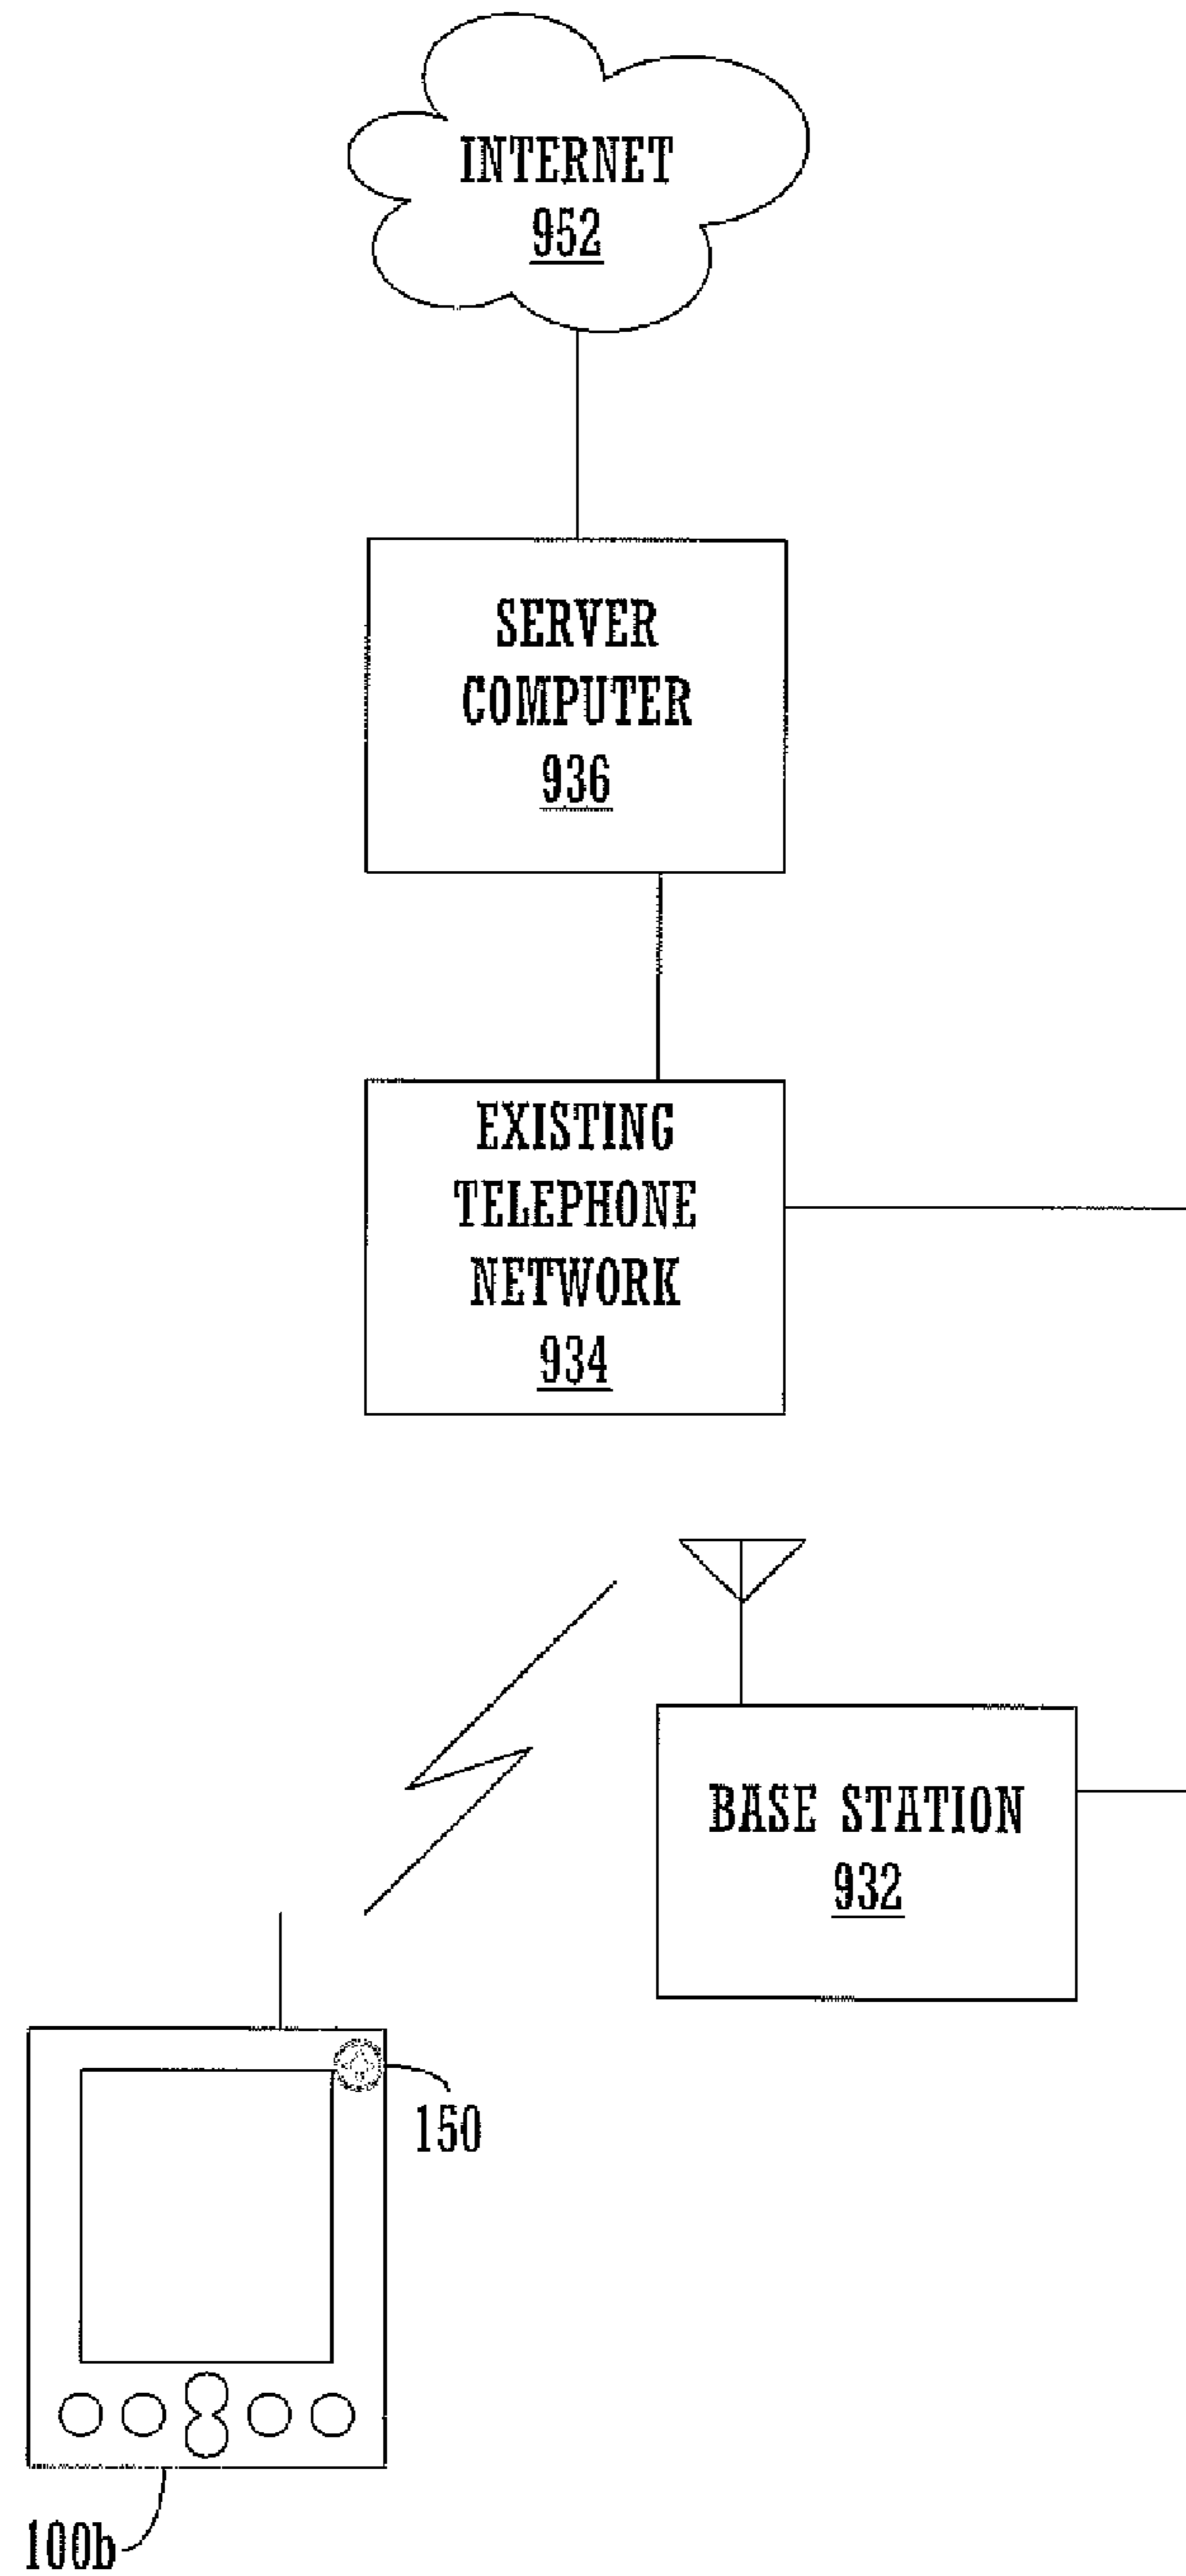 INTERNET
952
SERVER
COMPUTER
936
EXISTING
TELEPHONE
NETWORK
934
BASE STATION
932
150
100b